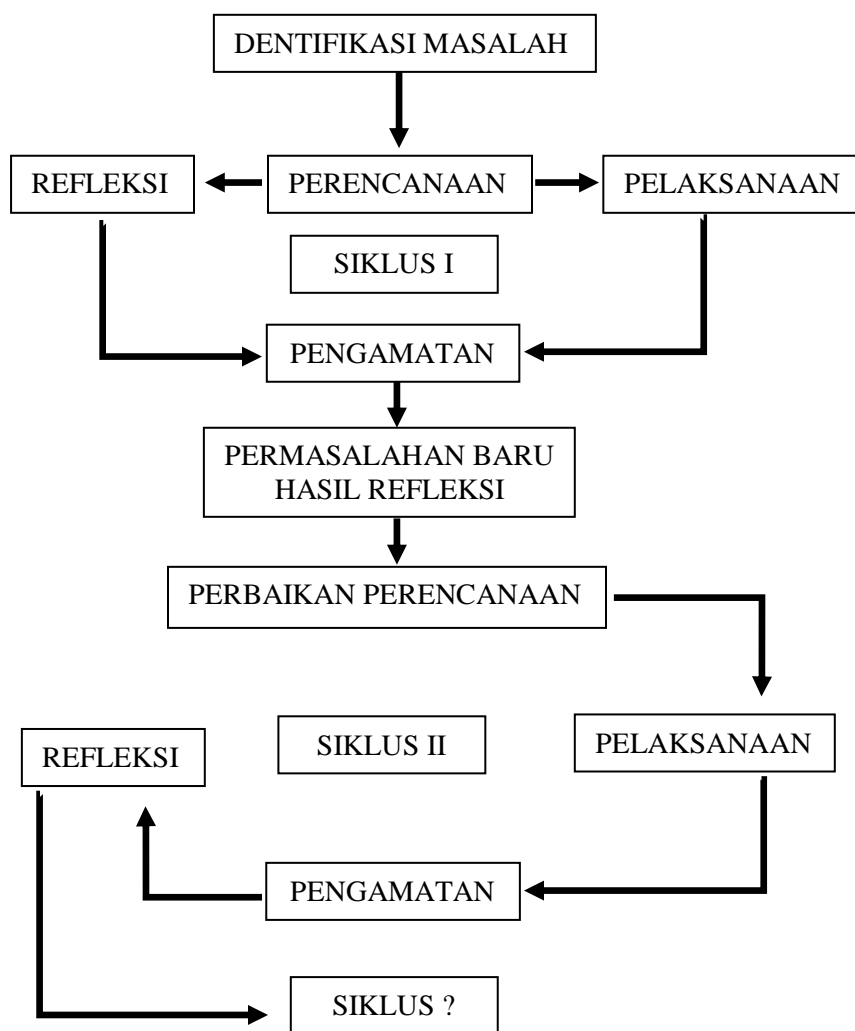 DENTIFIKASI MASALAH
REFLEKSI
PERENCANAAN
PELAKSANAAN
SIKLUS I
PENGAMATAN
PERMASALAHAN BARU
HASIL REFLEKSI
PERBAIKAN PERENCANAAN
REFLEKSI
SIKLUS II
PELAKSANAAN
PENGAMATAN
SIKLUS ?